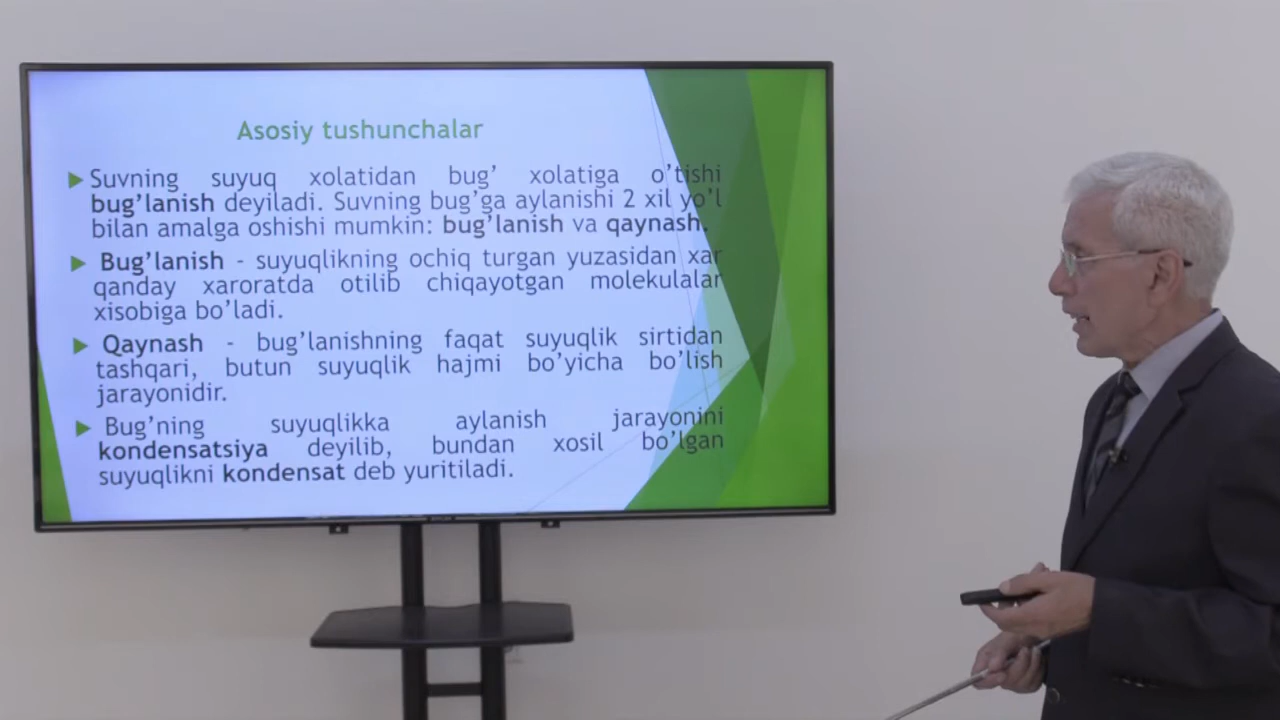 Asosiy tushunchalar
Suvning suyuq xolatidan bug’ xolatiga o’tishi
bug’lanish deyiladi. Suvning bug’ga aylanishi 2 xil yo’l
bilan amalga oshishi mumkin: bug’lanish va qaynash.
Bug’lanish - suyuqlikning ochiq turgan yuzasidan xar
qanday xaroratda otilib chiqayotgan molekulalar
xisobiga bo’ladi.
Qaynash - bug’lanishning faqat suyuqlik sirtidan
tashqari, butun suyuqlik hajmi bo’yicha bo’lish
jarayonidir.
Bug’ning suyuqlikka aylanish jarayonini
kondensatsiya deyilib, bundan xosil bo’lgan
suyuqlikni kondensat deb yuritiladi.